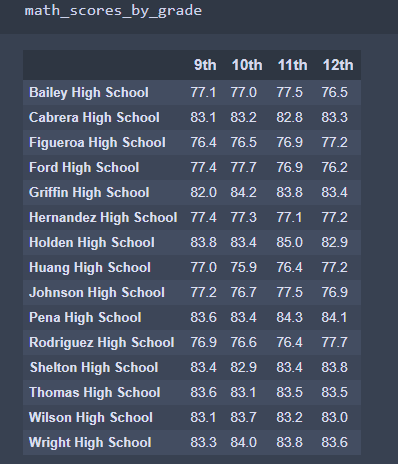 math_scores_by_grade
9th 10th 11th 12th
Bailey High School 77.1 77.0 77.5 76.5
Cabrera High School 83.1 83.2 82.8 83.3
Figueroa High School 76.4 76.5 76.9 77.2
Ford High School 77.4 77.7 76.9 76.2
Griffin High School 82.0 84.2 83.8 83.4
Hernandez High School 77.4 77.3 77.1 77.2
Holden High School 83.8 83.4 85.0 82.9
Huang High School 77.0 75.9 76.4 77.2
Johnson High School 77.2 76.7 77.5 76.9
Pena High School 83.6 83.4 84.3 84.1
Rodriguez High School 76.9 76.6 76.4 77.7
Shelton High School 83.4 82.9 83.4 83.8
Thomas High School 83.6 83.1 83.5 83.5
Wilson High School 83.1 83.7 83.2 83.0
Wright High School 83.3 84.0 83.8 83.6